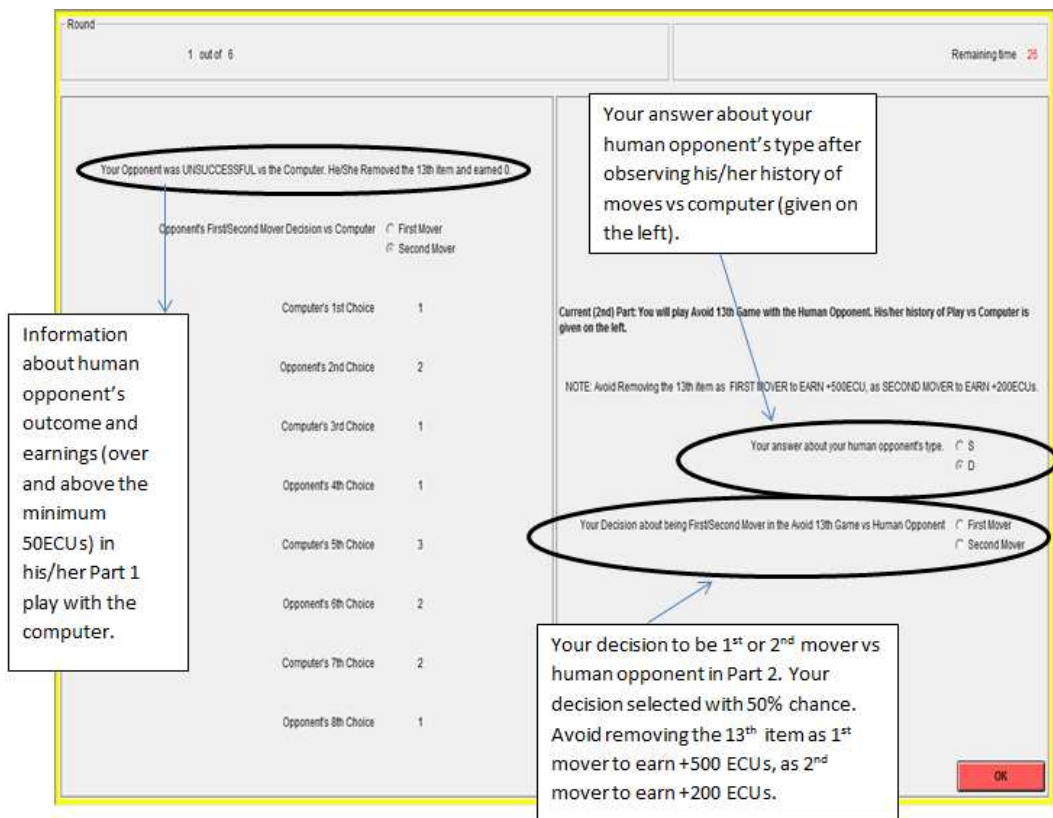 Round
1 out of 6
Remaining time 25
Your Opponent was UNSUCCESSFUL vs the Computer. He/She Removed the 13th item and earned 0.
Opponent's First/Second Mover Decision vs Computer
First Mover
Second Mover
Computer's 1st Choice 1
Opponent's 2nd Choice 2
Computer's 3rd Choice 1
Opponent's 4th Choice 1
Computer's 5th Choice 3
Opponent's 6th Choice 2
Computer's 7th Choice 2
Opponent's 8th Choice 1
Information
about human
opponent's
outcome and
earnings (over
and above the
minimum
50ECUs) in
his/her Part 1
play with the
computer.
Your answer about your
human opponent's type after
observing his/her history of
moves vs computer (given on
the left).
Current (2nd) Part: You will play Avoid 13th Game with the Human Opponent. His/her history of Play vs Computer is
given on the left.
NOTE: Avoid Removing the 13th item as FIRST MOVER to EARN +500ECU, as SECOND MOVER to EARN +200ECUs.
Your answer about your human opponent's type.
S
D
Your Decision about being First/Second Mover in the Avoid 13th Game vs Human Opponent
First Mover
Second Mover
Your decision to be 1st or 2nd mover vs
human opponent in Part 2. Your
decision selected with 50% chance.
Avoid removing the 13th item as 1st
mover to earn +500 ECUs, as 2nd
mover to earn +200 ECUs.
OK